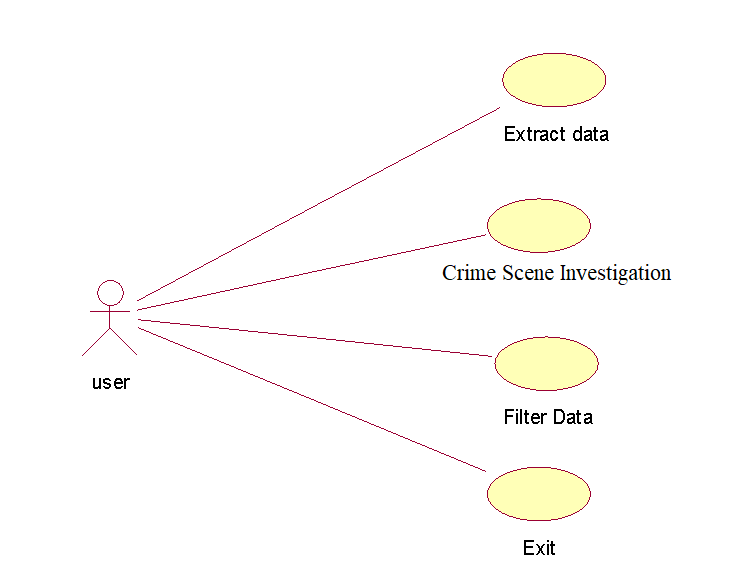 Extract data
Crime Scene Investigation
user
Filter Data
Exit